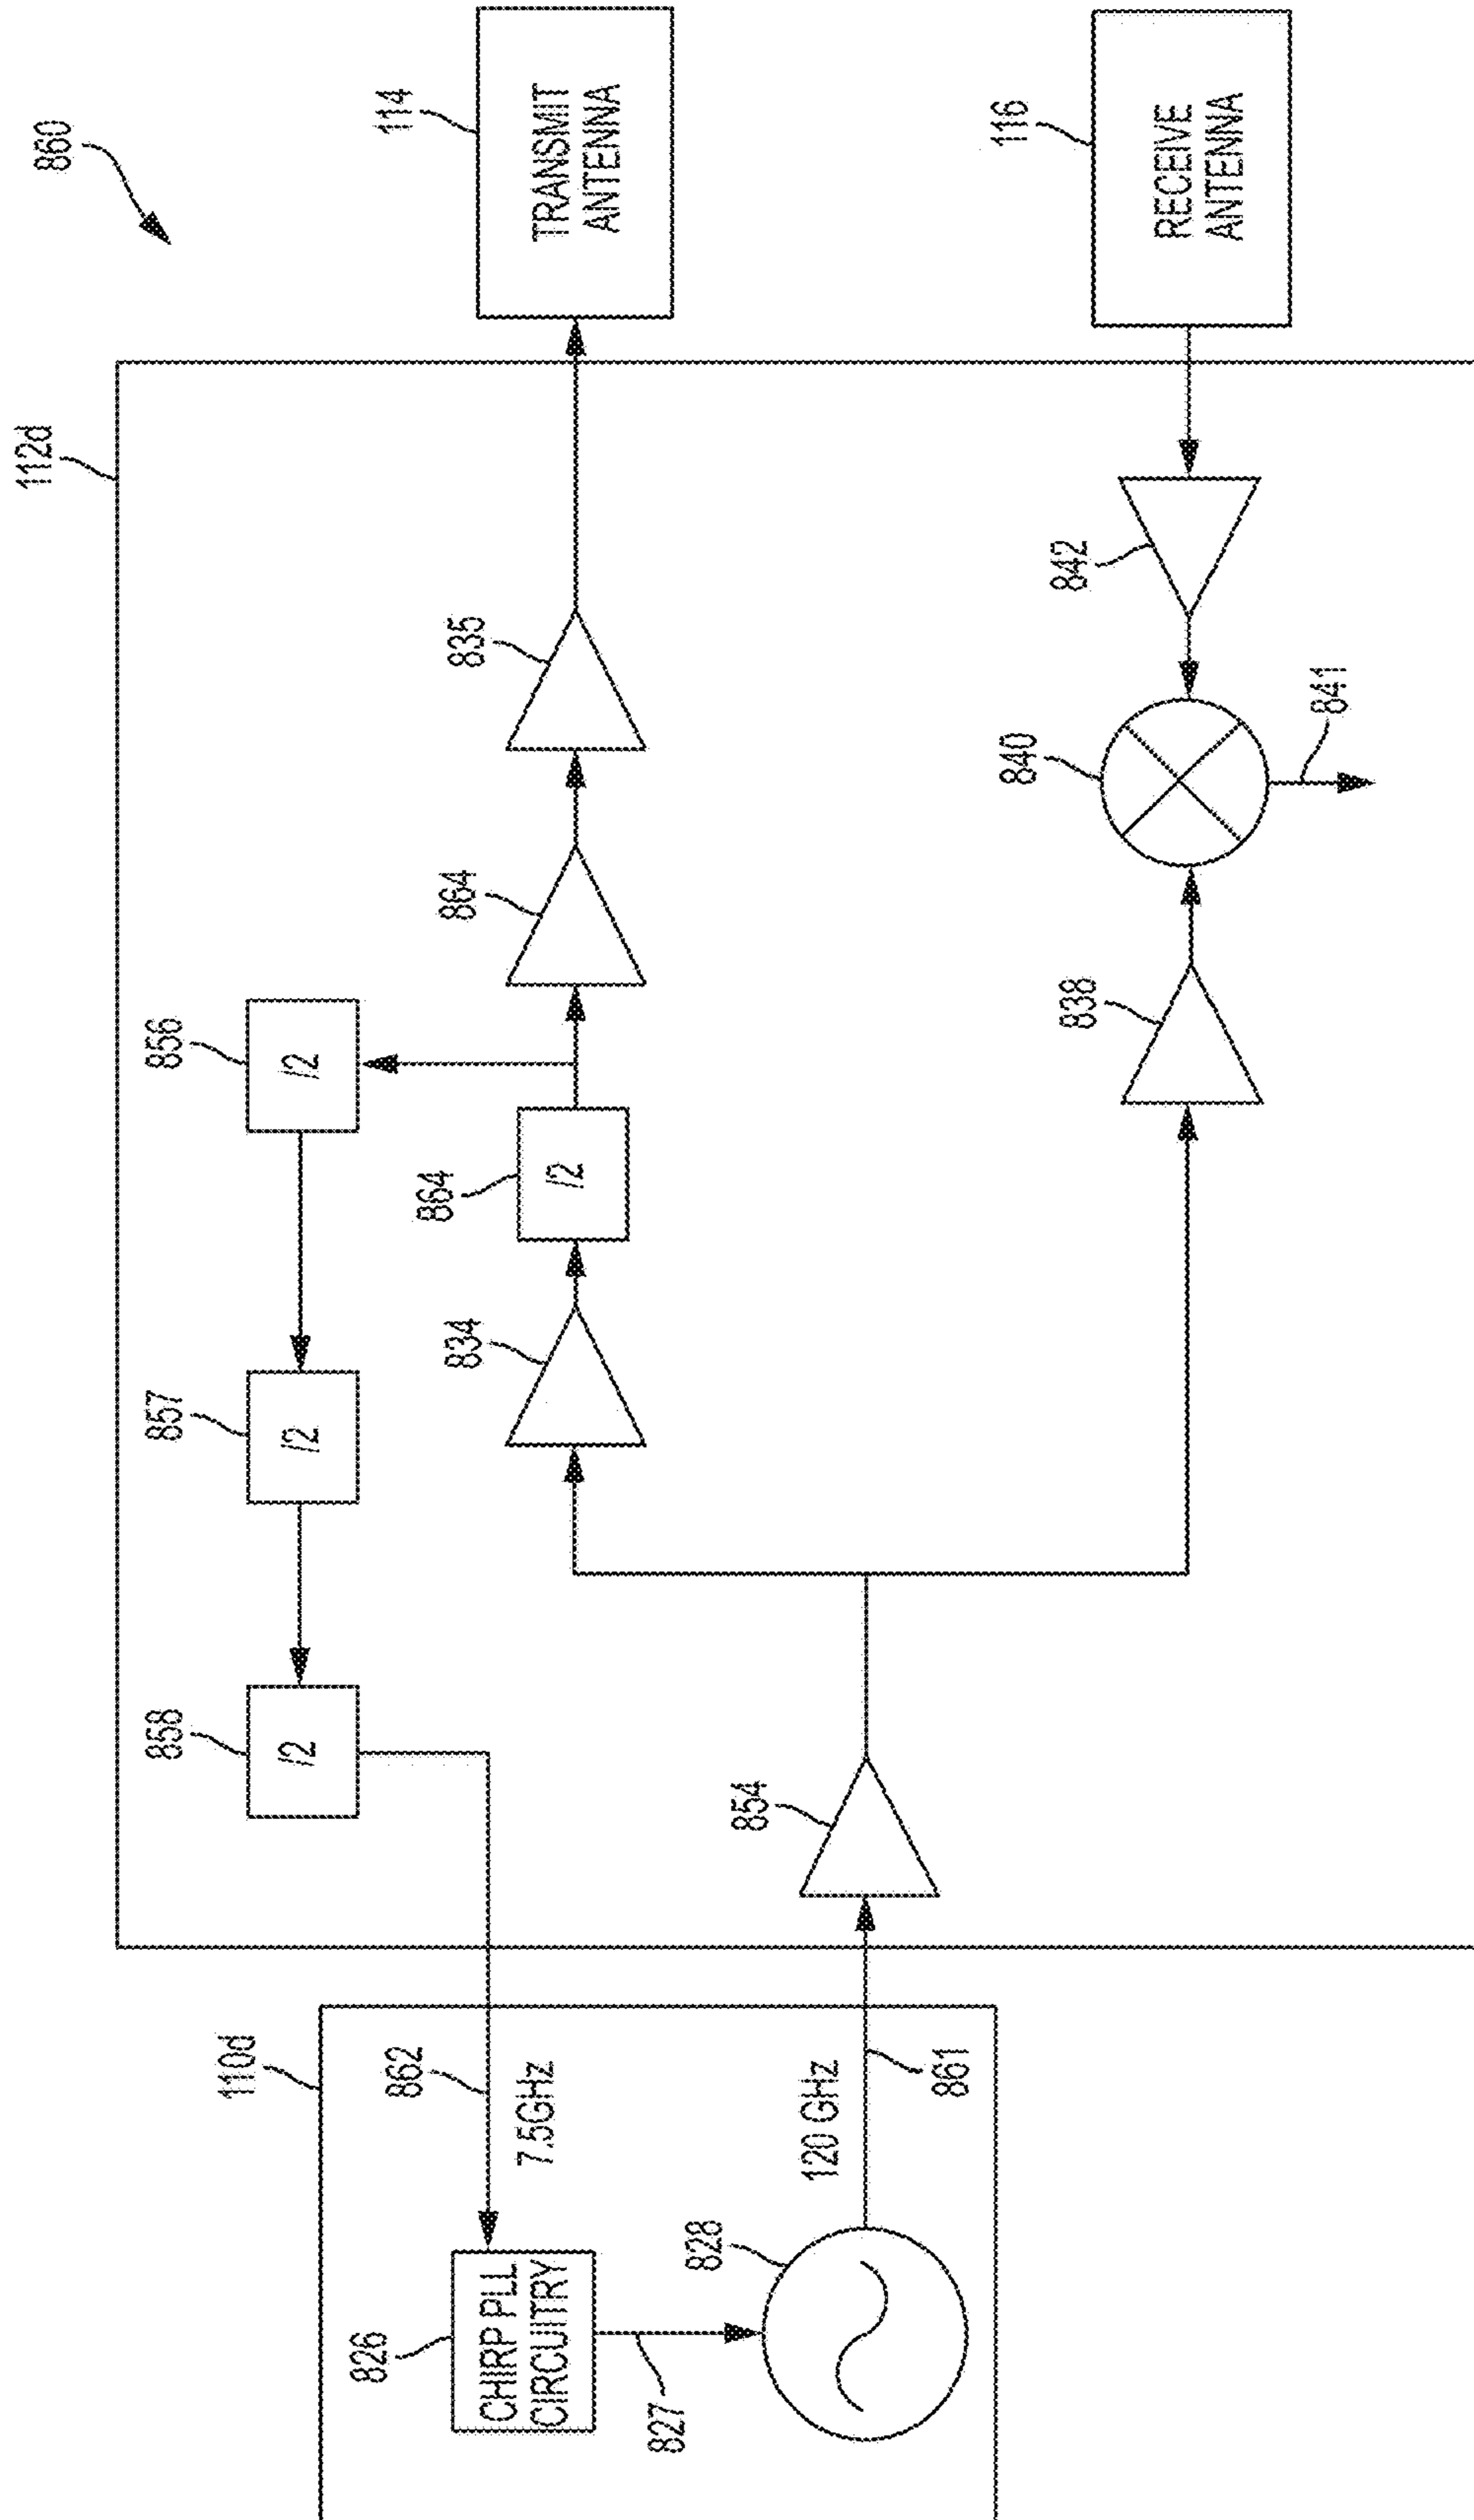 860
112d
114
TRANSMIT
ANTENNA
116
RECEIVE
ANTENNA
835
864
842
840
841
838
856
/2
864
/2
834
857
/2
858
/2
854
110d
862
7.5GHz
120 GHz
861
826
CHIRP PLL
CIRCUITRY
827
828